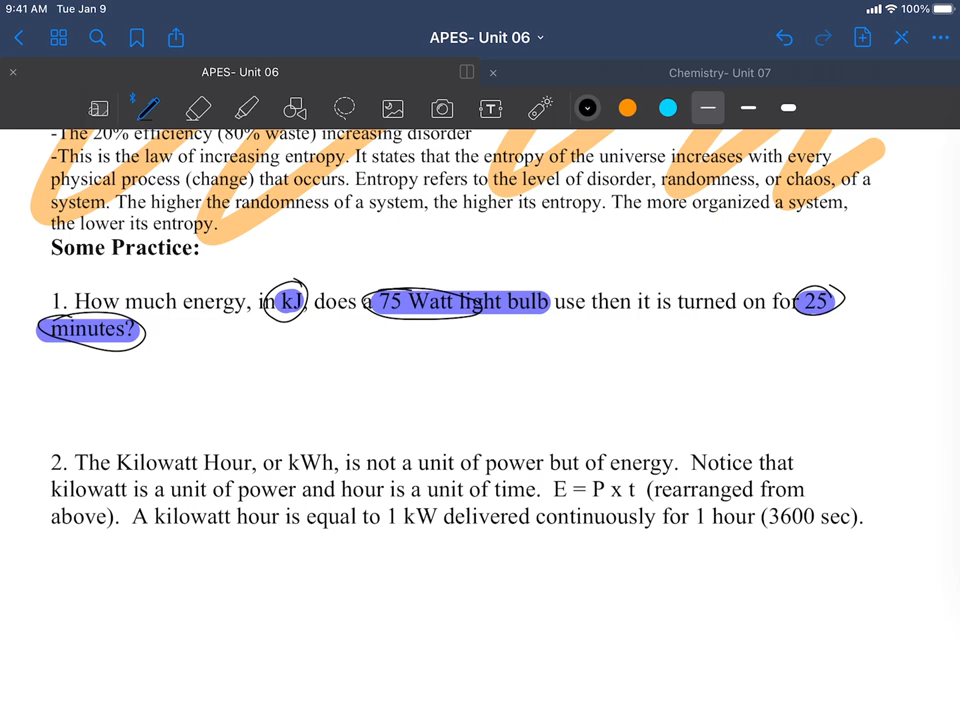 9:41 AM Tue Jan 9
100%
APES- Unit 06
APES- Unit 06
Chemistry- Unit 07
-The 20% efficiency (80% waste) increasing disorder
-This is the law of increasing entropy. It states that the entropy of the universe increases with every
physical process (change) that occurs. Entropy refers to the level of disorder, randomness, or chaos, of a
system. The higher the randomness of a system, the higher its entropy. The more organized a system,
the lower its entropy.
Some Practice:
1. How much energy, in kJ, does a 75 Watt light bulb use then it is turned on for 25
minutes?
2. The Kilowatt Hour, or kWh, is not a unit of power but of energy. Notice that
kilowatt is a unit of power and hour is a unit of time. E = P x t (rearranged from
above). A kilowatt hour is equal to 1 kW delivered continuously for 1 hour (3600 sec).